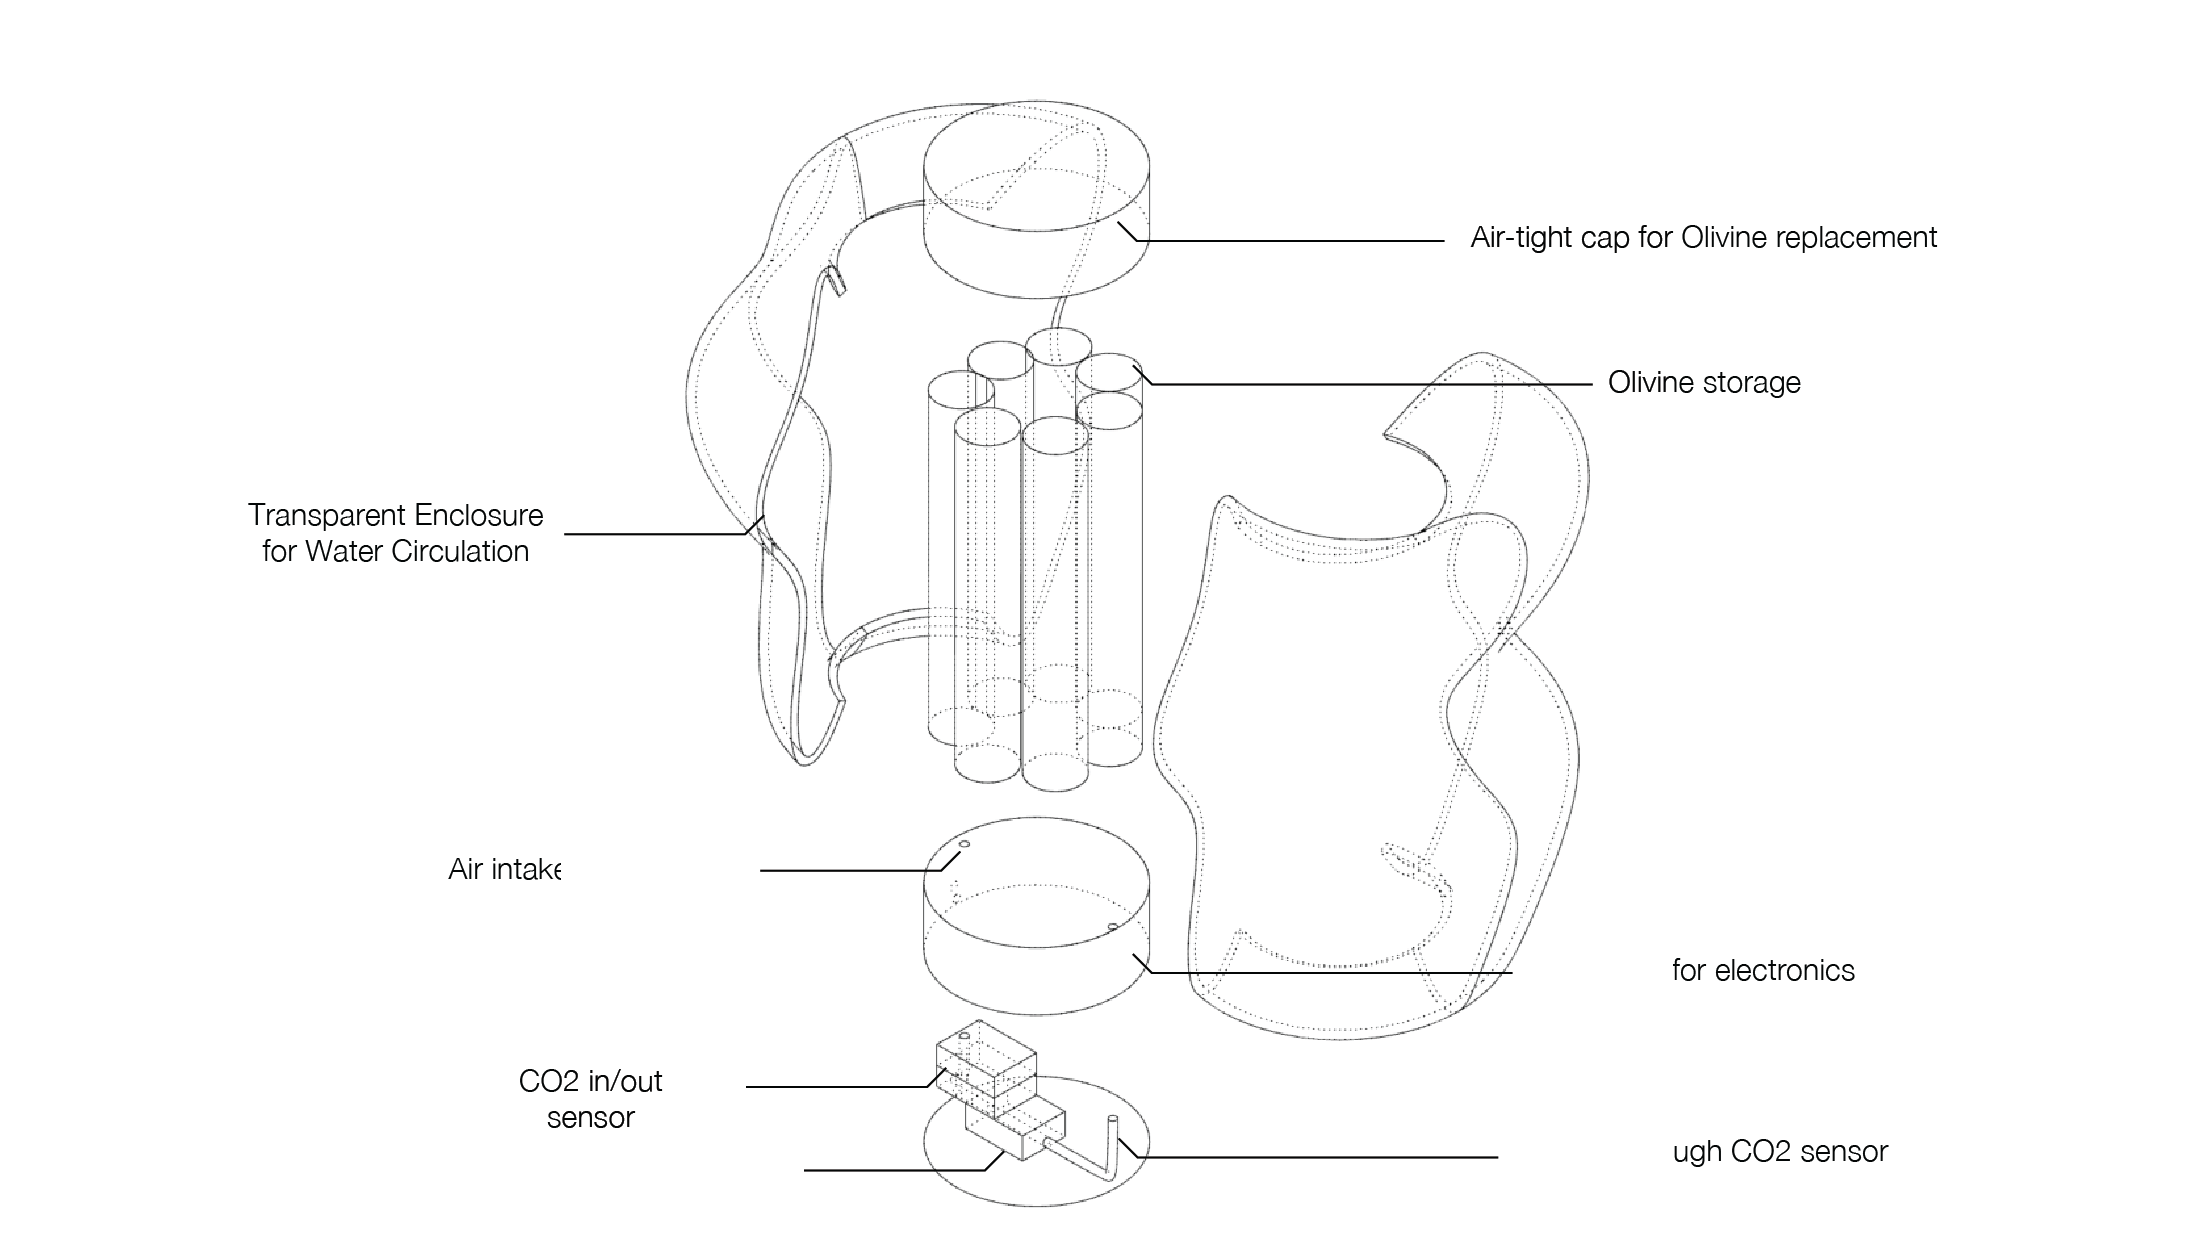 Air-tight cap for Olivine replacement
Olivine storage
Transparent Enclosure
for Water Circulation
Air intake
for electronics
CO2 in/out
sensor
ugh CO2 sensor